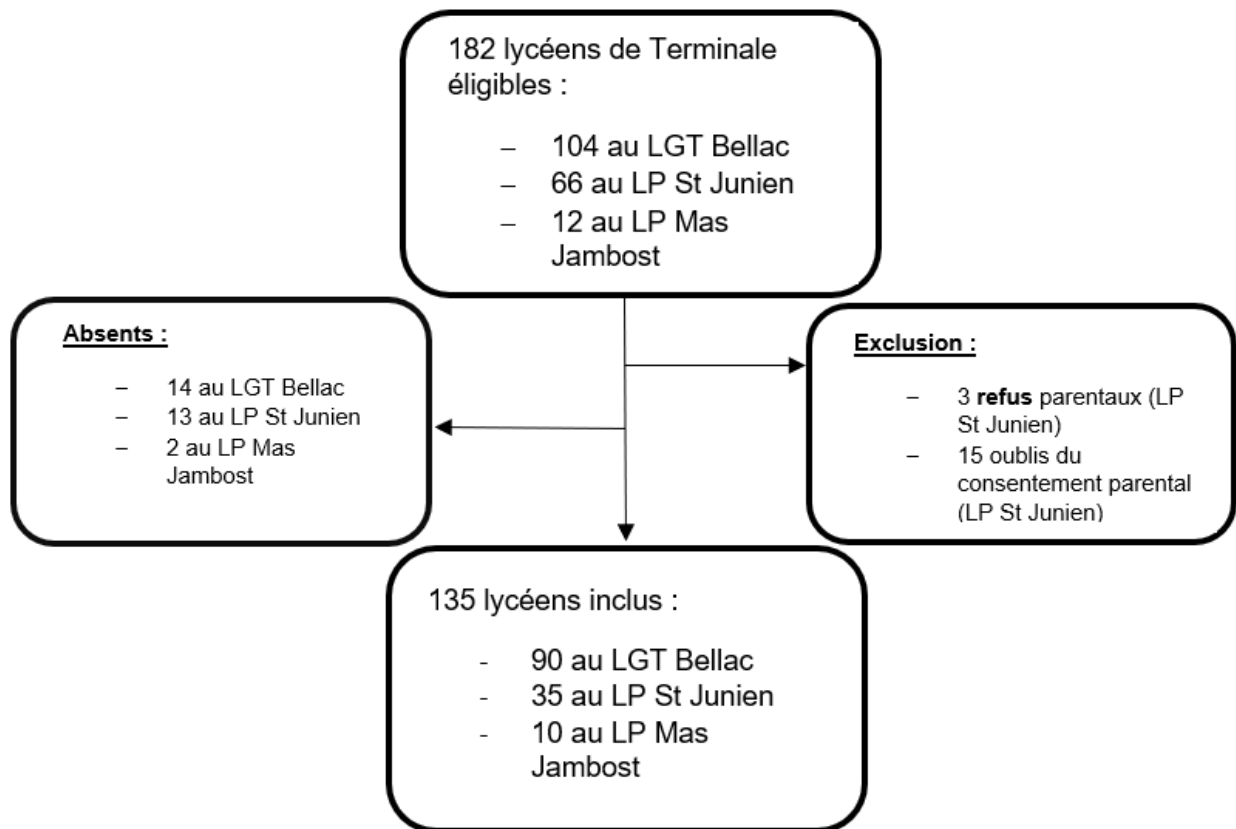 182 lycéens de Terminale
éligibles :
– 104 au LGT Bellac
– 66 au LP St Junien
– 12 au LP Mas
Jambost
Absents :
– 14 au LGT Bellac
– 13 au LP St Junien
– 2 au LP Mas
Jambost
Exclusion :
– 3 refus parentaux (LP
St Junien)
– 15 oublis du
consentement parental
(LP St Junien)
135 lycéens inclus :
- 90 au LGT Bellac
- 35 au LP St Junien
- 10 au LP Mas
Jambost